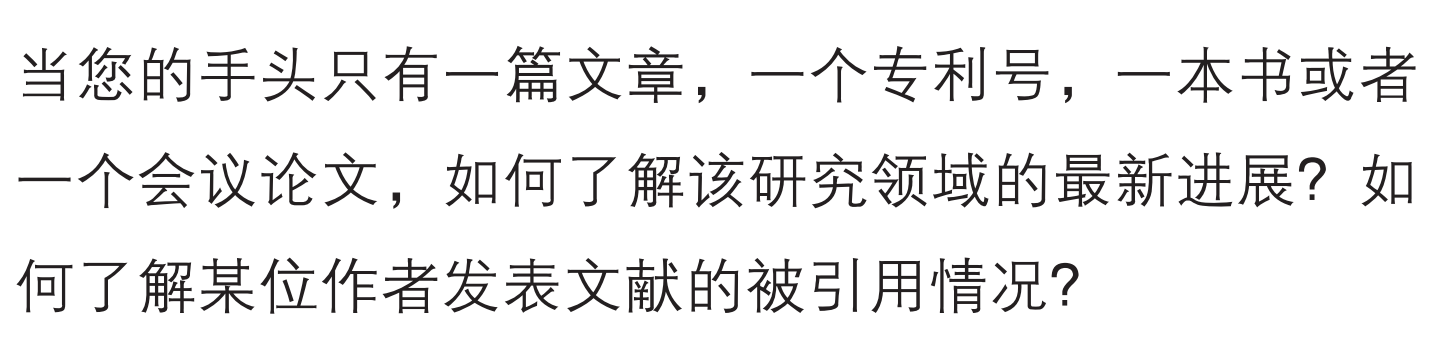 当您的手头只有一篇文章，一个专利号，一本书或者
一个会议论文，如何了解该研究领域的最新进展？如
何了解某位作者发表文献的被引用情况？